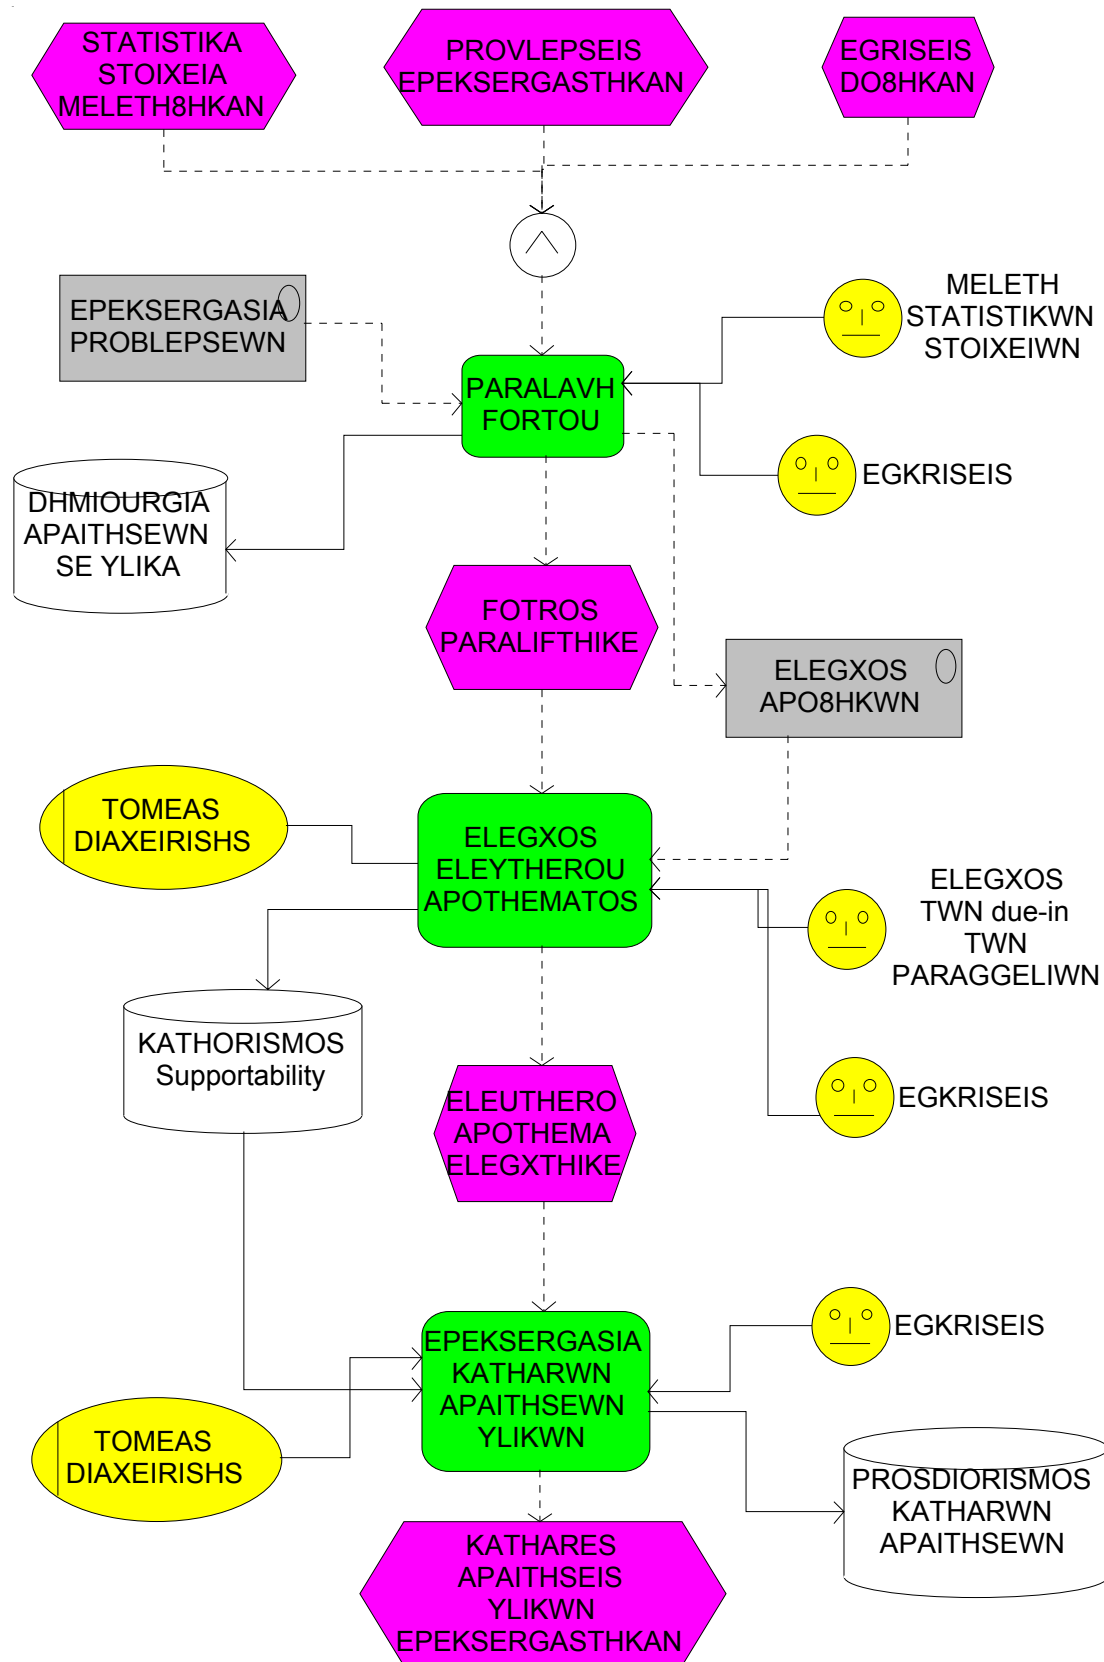 STATISTIKA
STOIXEIA
MELETH8HKAN
PROVLEPSEIS
EPEKSERGASTHKAN
EGRISEIS
DO8HKAN
EPEKSERGASIA
PROBLEPSEWN
MELETH
STATISTIKWN
STOIXEIWN
PARALAVH
FORTOU
EGKRISEIS
DHMIOURGIA
APAITHSEWN
SE YLIKA
FOTROS
PARALIFTHIKE
ELEGXOS
APO8HKWN
TOMEAS
DIAXEIRISHS
ELEGXOS
ELEYTHEROU
APOTHEMATOS
ELEGXOS
TWN due-in
TWN
PARAGGELIWN
KATHORISMOS
Supportability
EGKRISEIS
ELEUTHERO
APOTHEMA
ELEGXTHIKE
EGKRISEIS
EPEKSERGASIA
KATHARWN
APAITHSEWN
YLIKWN
TOMEAS
DIAXEIRISHS
PROSDIORISMOS
KATHARWN
APAITHSEWN
KATHARES
APAITHSEIS
YLIKWN
EPEKSERGASTHKAN